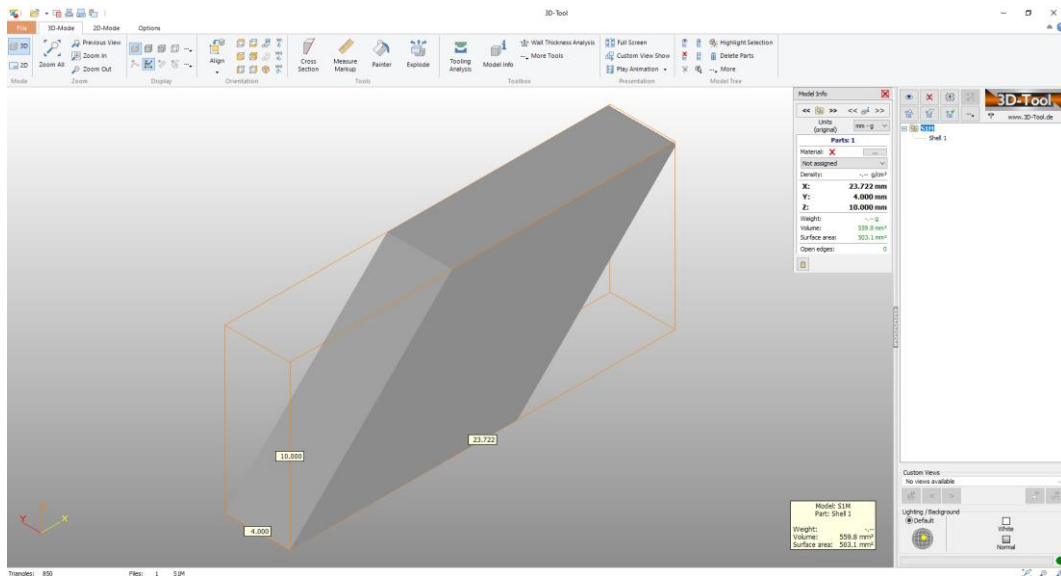 3D-Tool
File 3D-Mode 2D-Mode Options
3D
2D
Mode
Zoom All
Previous View
Zoom In
Zoom Out
Zoom
Display
Align
Orientation
Cross Section
Measure Markup
Painter
Explode
Tools
Tooling Analysis
Model Info
Wall Thickness Analysis
More Tools
Toolbox
Full Screen
Custom View Show
Play Animation
Presentation
Highlight Selection
Delete Parts
More
Model Tree
Model Info
<< >> << >>
Units
(original) mm - g
Parts: 1
Material: ...
Not assigned
Density: -,-- g/cm³
X: 23.722 mm
Y: 4.000 mm
Z: 10.000 mm
Weight: -,-- g
Volume: 559.8 mm³
Surface area: 503.1 mm²
Open edges: 0
3D-Tool
www.3D-Tool.de
S1M
Shell 1
23.722
10.000
4.000
Y X
Model: S1M
Part: Shell 1
Weight: -,--
Volume: 559.8 mm³
Surface area: 503.1 mm²
Custom Views
No views available
< >
Lighting / Background
Default
White
Normal
Triangles: 850 Files: 1 S1M